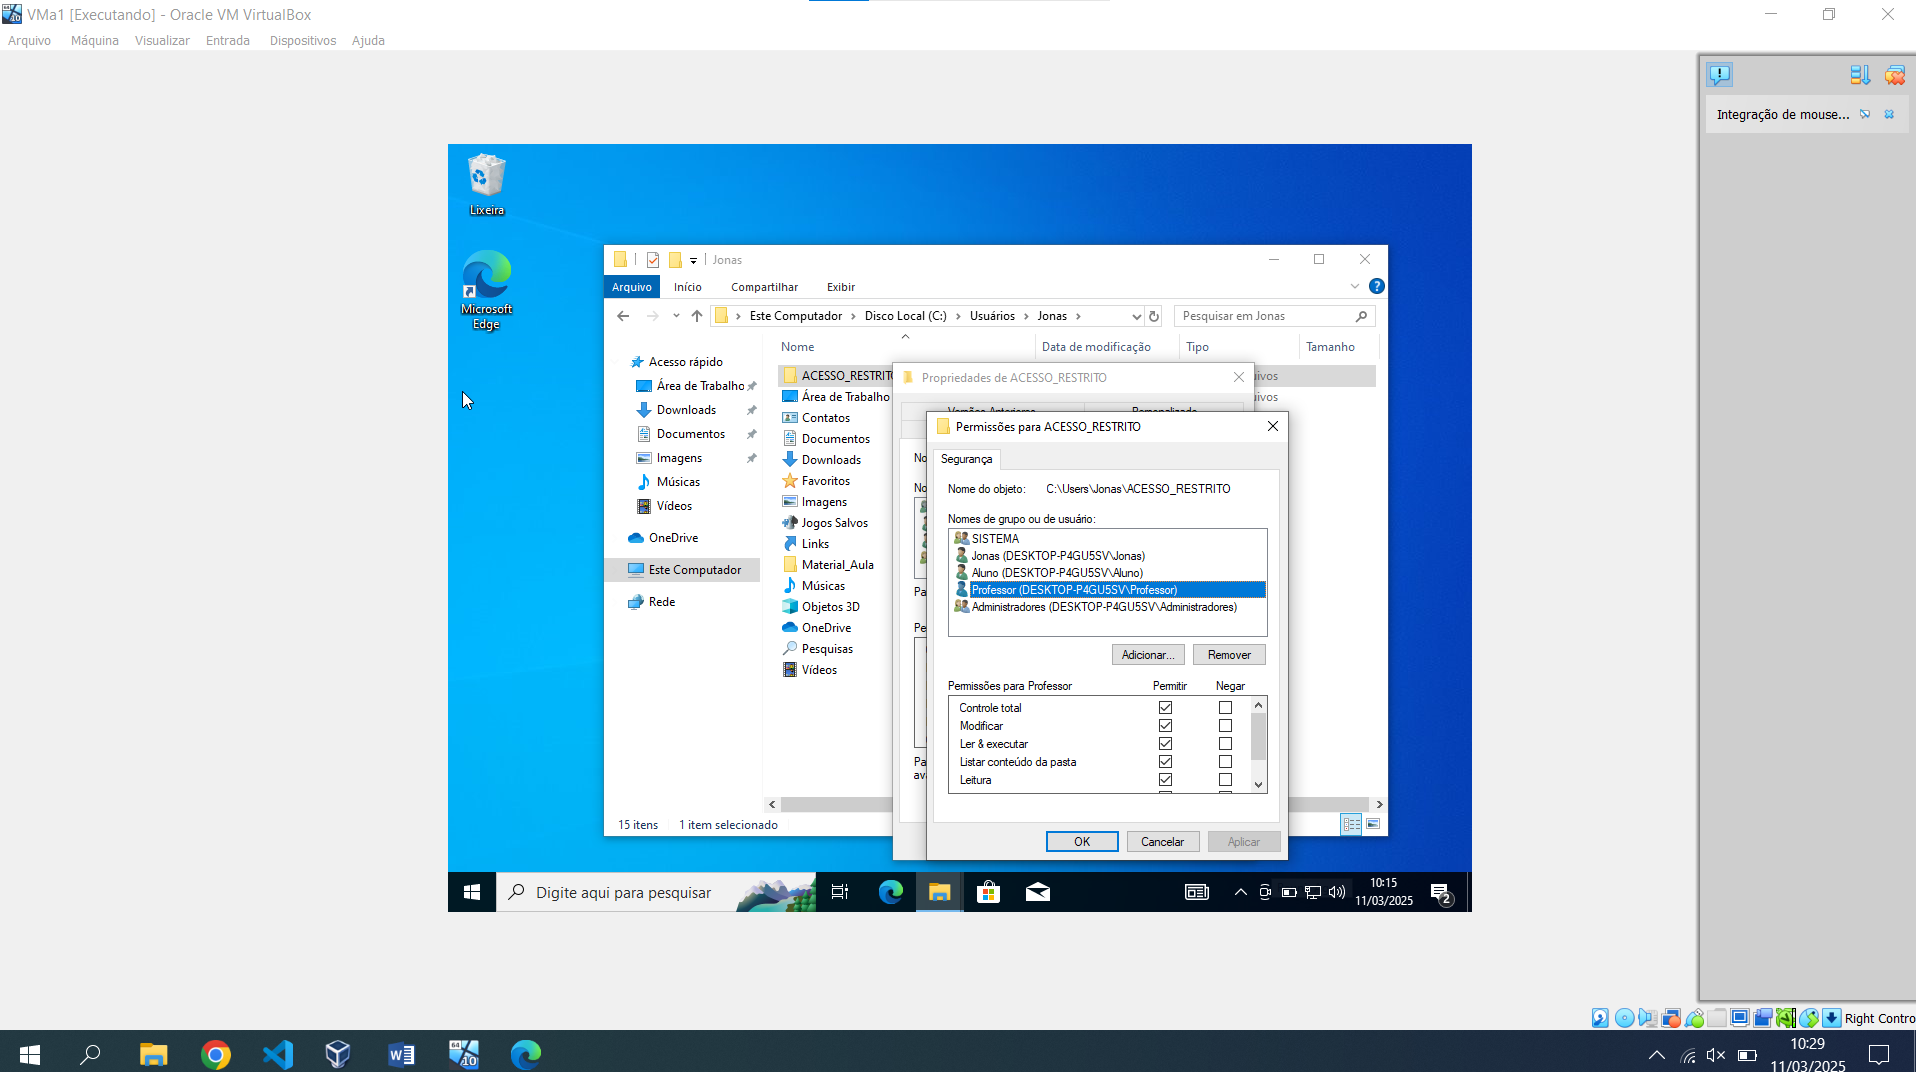 VMa1 [Executando] - Oracle VM VirtualBox
Arquivo Máquina Visualizar Entrada Dispositivos Ajuda
Integração de mouse...
Lixeira
Microsoft
Edge
Jonas
Arquivo Início Compartilhar Exibir
Este Computador Disco Local (C:) Usuários Jonas
Pesquisar em Jonas
Nome Data de modificação Tipo Tamanho
Acesso rápido
Área de Trabalho
Downloads
Documentos
Imagens
Músicas
Vídeos
OneDrive
Este Computador
Rede
ACESSO_RESTRITO
Área de Trabalho
Contatos
Documentos
Downloads
Favoritos
Imagens
Jogos Salvos
Links
Material_Aula
Músicas
Objetos 3D
OneDrive
Pesquisas
Vídeos
15 itens 1 item selecionado
Propriedades de ACESSO_RESTRITO
Versões Anteriores Personalizado
Permissões para ACESSO_RESTRITO
Segurança
Nome do objeto: C:\Users\Jonas\ACESSO_RESTRITO
Nomes de grupo ou de usuário:
SISTEMA
Jonas (DESKTOP-P4GU5SV\Jonas)
Aluno (DESKTOP-P4GU5SV\Aluno)
Professor (DESKTOP-P4GU5SV\Professor)
Administradores (DESKTOP-P4GU5SV\Administradores)
Adicionar... Remover
Permissões para Professor Permitir Negar
Controle total
Modificar
Ler & executar
Listar conteúdo da pasta
Leitura
OK Cancelar Aplicar
Digite aqui para pesquisar
10:15
11/03/2025
2
Right Contro
10:29
11/03/2025